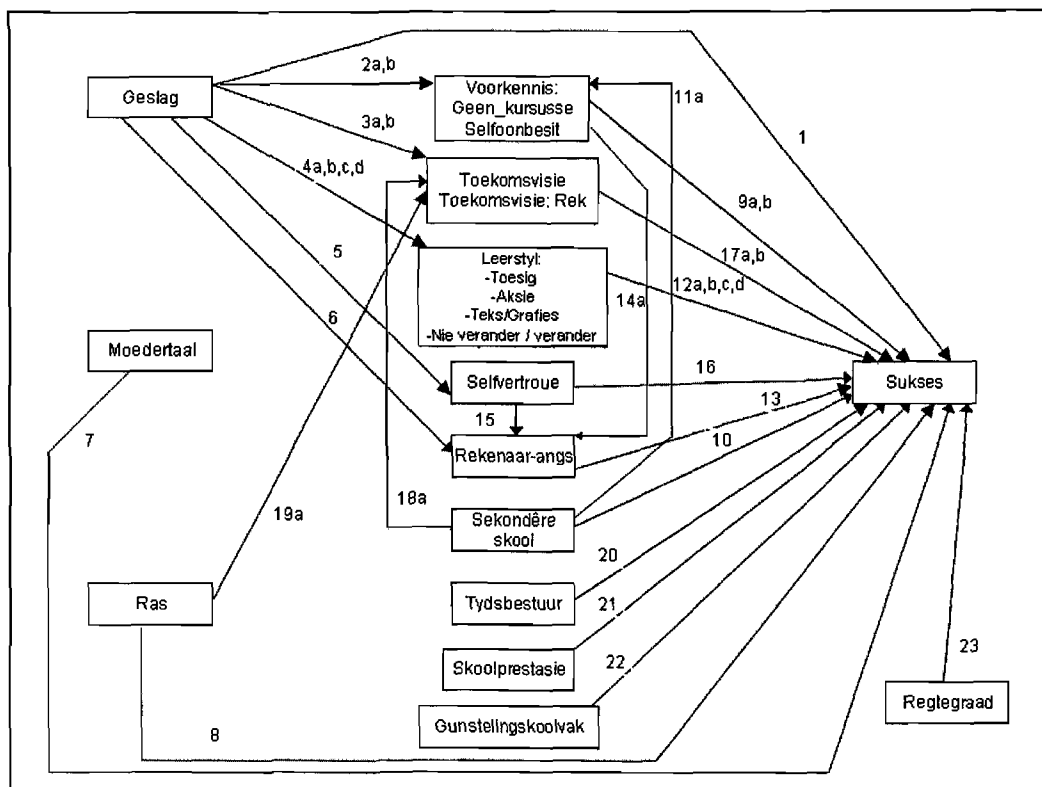 2a,b
Geslag
Voorkennis:
Geen_kursusse
Selfoonbesit
11a
1
3a,b
4a,b,c,d
Toekomsvisie
Toekomsvisie: Rek
9a,b
5
Leerstyl:
-Toesig
-Aksie
-Teks/Grafies
-Nie verander / verander
17a,b
12a,b,c,d
14a
6
Moedertaal
Selfvertroue
16
Sukses
7
15
13
Rekenaar-angs
10
18a
19a
Sekondêre
skool
20
Ras
Tydsbestuur
21
Skoolprestasie
22
23
Regtegraad
Gunstelingskoolvak
8